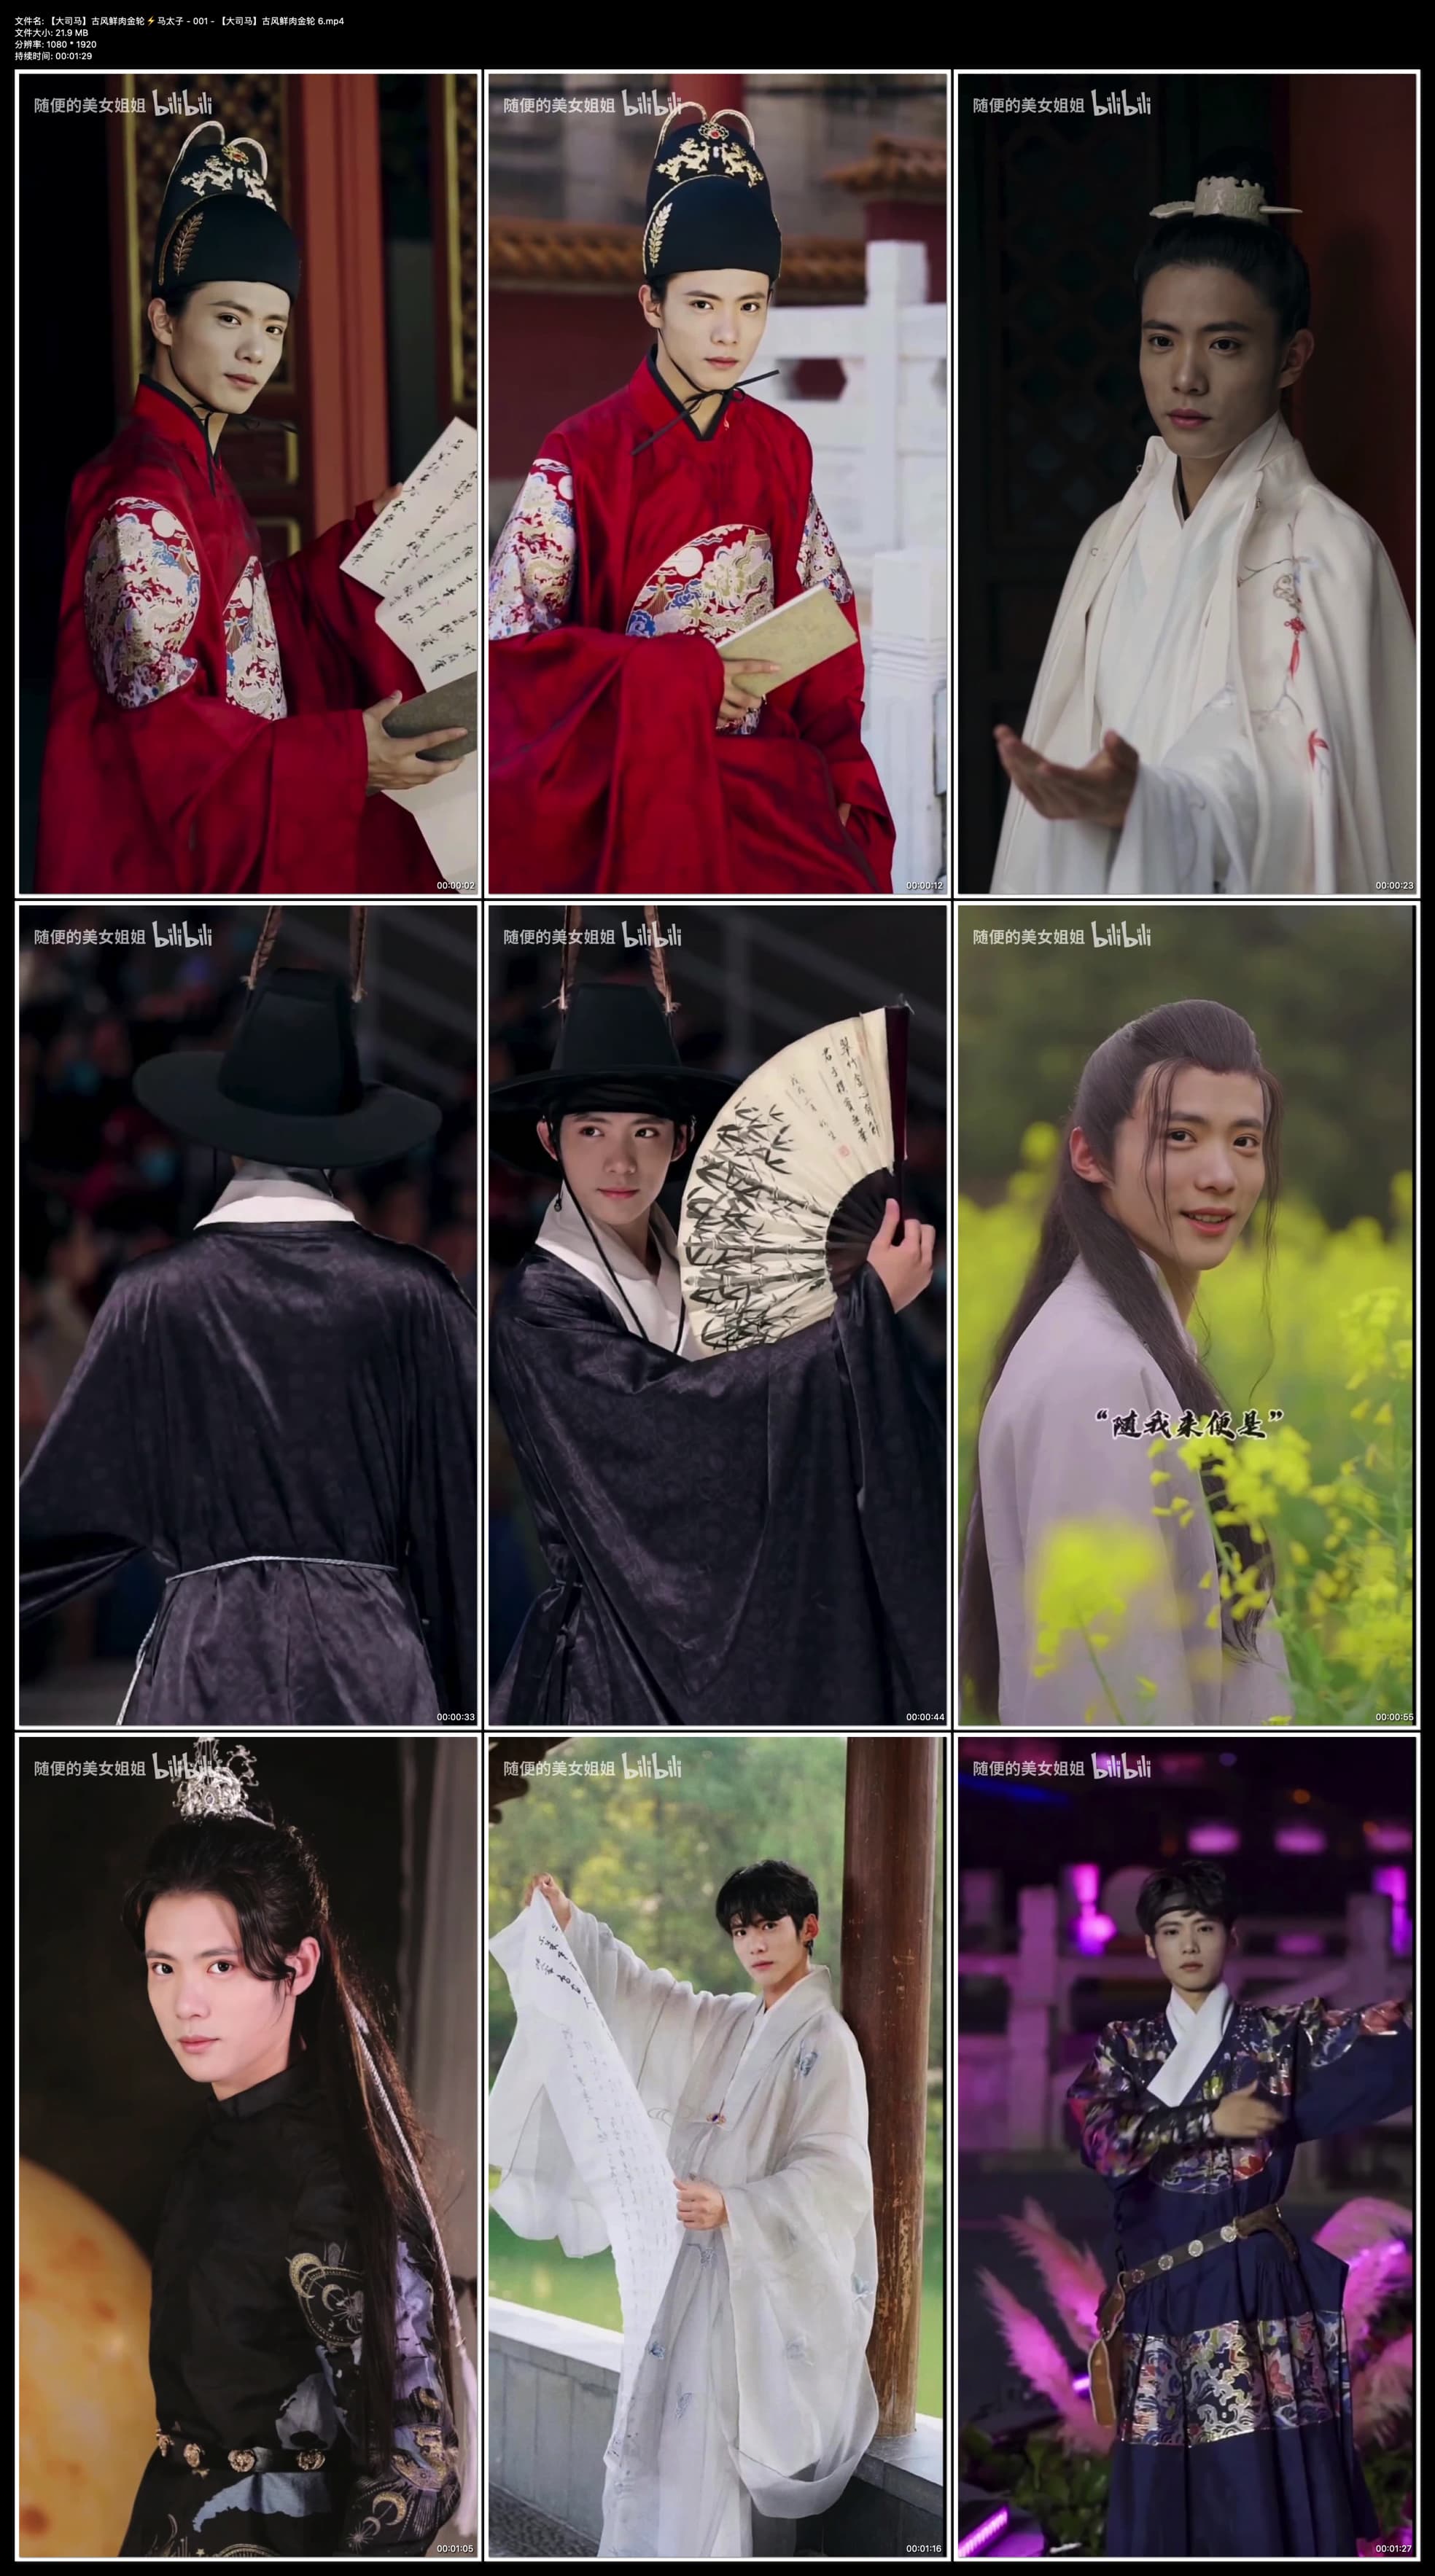 文件名: 【大司马】古风鲜肉金轮⚡马太子 - 001 - 【大司马】古风鲜肉金轮 6.mp4
文件大小: 21.9 MB
分辨率: 1080 * 1920
持续时间: 00:01:29
随便的美女姐姐 bilibili
随便的美女姐姐 bilibili
随便的美女姐姐 bilibili
00:00:02
00:00:12
00:00:23
随便的美女姐姐 bilibili
随便的美女姐姐 bilibili
随便的美女姐姐 bilibili
“随我来便是”
00:00:33
00:00:44
00:00:55
随便的美女姐姐 bilibili
随便的美女姐姐 bilibili
随便的美女姐姐 bilibili
00:01:05
00:01:16
00:01:27